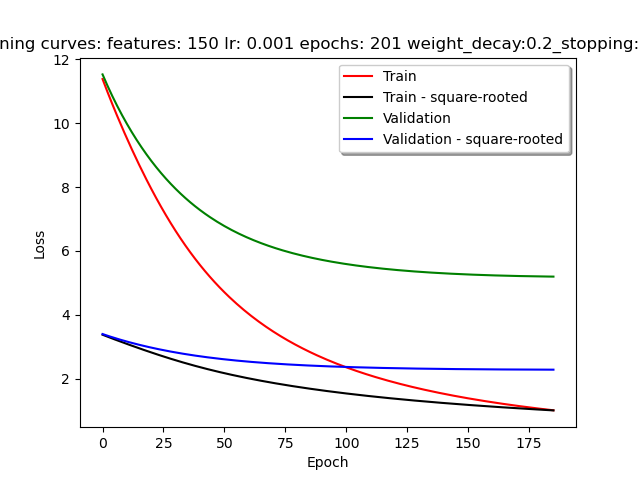 ning curves: features: 150 lr: 0.001 epochs: 201 weight_decay:0.2_stopping:
12
10
8
6
4
2
Loss
Train
Train - square-rooted
Validation
Validation - square-rooted
0 25 50 75 100 125 150 175
Epoch